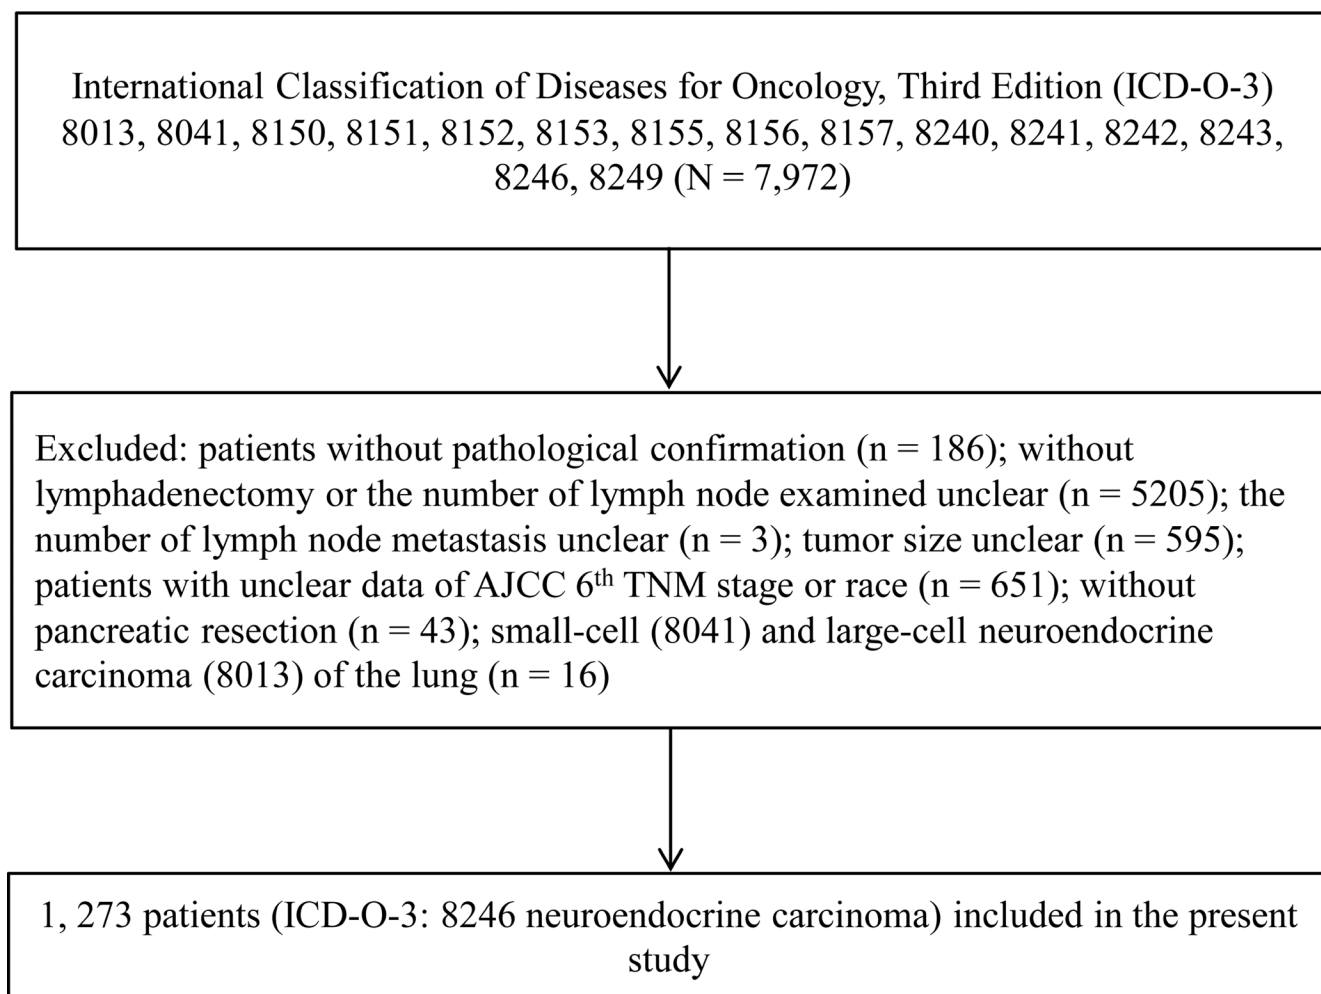 International Classification of Diseases for Oncology, Third Edition (ICD-O-3)
8013, 8041, 8150, 8151, 8152, 8153, 8155, 8156, 8157, 8240, 8241, 8242, 8243,
8246, 8249 (N = 7,972)
Excluded: patients without pathological confirmation (n = 186); without
lymphadenectomy or the number of lymph node examined unclear (n = 5205); the
number of lymph node metastasis unclear (n = 3); tumor size unclear (n = 595);
patients with unclear data of AJCC 6th TNM stage or race (n = 651); without
pancreatic resection (n = 43); small-cell (8041) and large-cell neuroendocrine
carcinoma (8013) of the lung (n = 16)
1, 273 patients (ICD-O-3: 8246 neuroendocrine carcinoma) included in the present
study